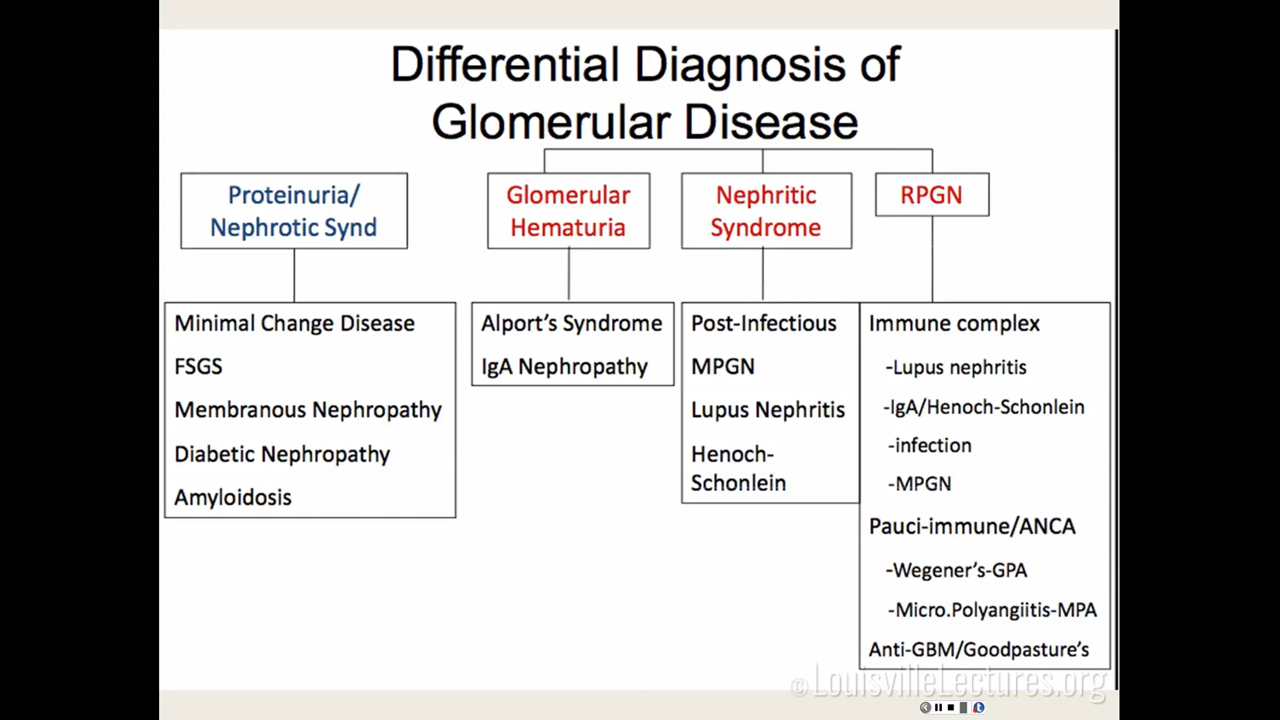 Differential Diagnosis of
Glomerular Disease
Proteinuria/
Nephrotic Synd
Glomerular
Hematuria
Nephritic
Syndrome
RPGN
Minimal Change Disease
FSGS
Membranous Nephropathy
Diabetic Nephropathy
Amyloidosis
Alport's Syndrome
IgA Nephropathy
Post-Infectious
MPGN
Lupus Nephritis
Henoch-
Schonlein
Immune complex
-Lupus nephritis
-IgA/Henoch-Schonlein
-infection
-MPGN
Pauci-immune/ANCA
-Wegener's-GPA
-Micro.Polyangiitis-MPA
Anti-GBM/Goodpasture's
©LouisvilleLectures.org